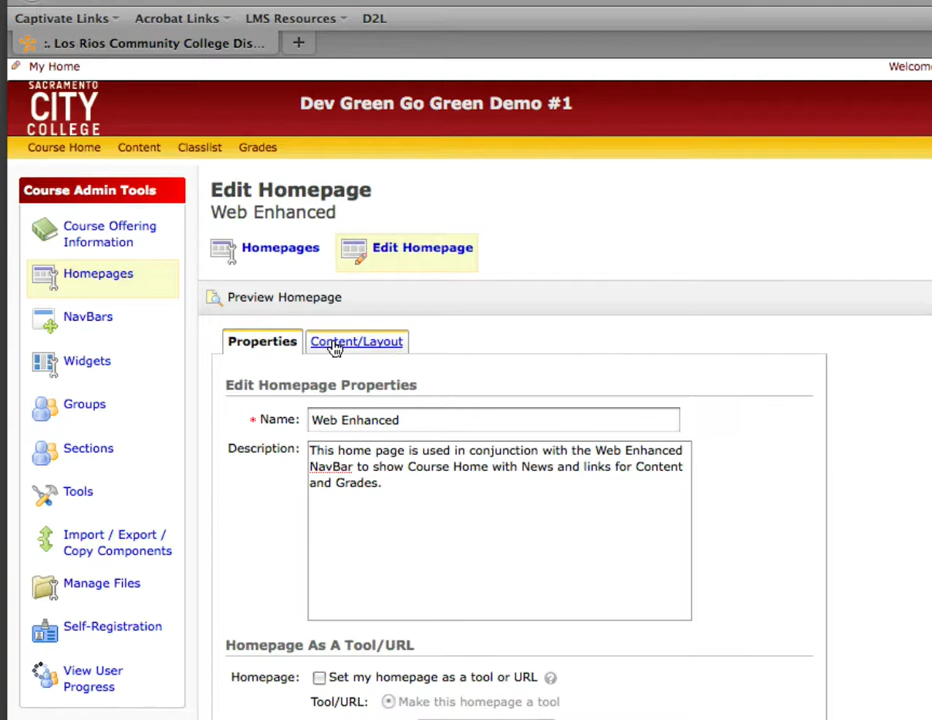 Captivate Links Acrobat Links LMS Resources D2L
:. Los Rios Community College Dis... +
My Home Welcom
SACRAMENTO
CITY
COLLEGE
Dev Green Go Green Demo #1
Course Home Content Classlist Grades
Course Admin Tools
Course Offering
Information
Homepages
NavBars
Widgets
Groups
Sections
Tools
Import / Export /
Copy Components
Manage Files
Self-Registration
View User
Progress
Edit Homepage
Web Enhanced
Homepages Edit Homepage
Preview Homepage
Properties Content/Layout
Edit Homepage Properties
* Name: Web Enhanced
Description: This home page is used in conjunction with the Web Enhanced
NavBar to show Course Home with News and links for Content
and Grades.
Homepage As A Tool/URL
Homepage: Set my homepage as a tool or URL ?
Tool/URL: Make this homepage a tool